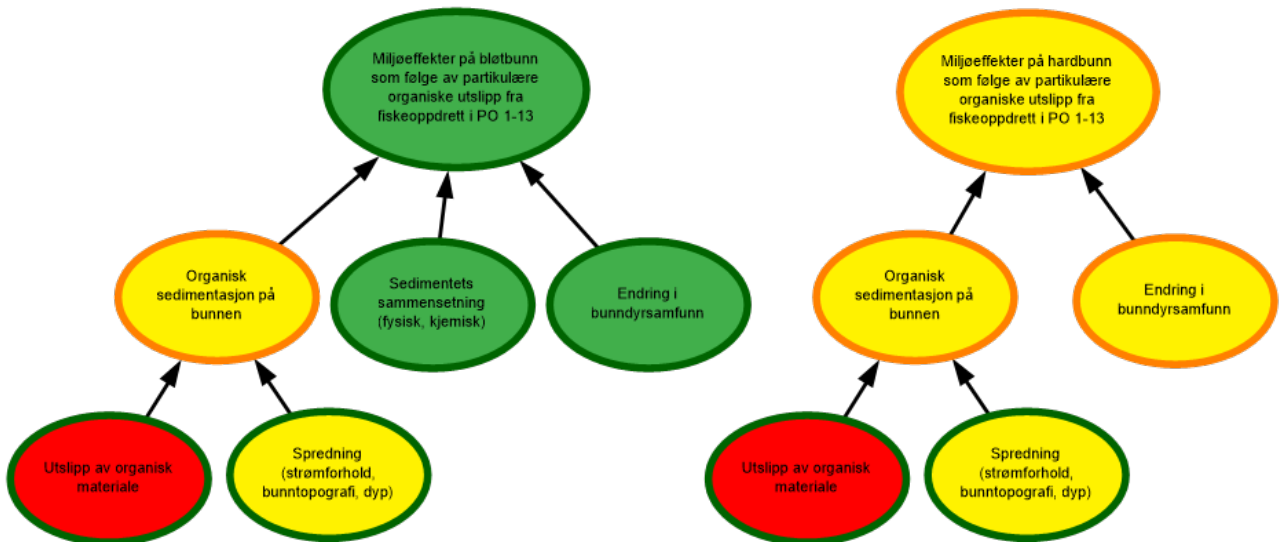 Miljøeffekter på bløtbunn
som følge av partikulære
organiske utslipp fra
fiskeoppdrett i PO 1-13
Miljøeffekter på hardbunn
som følge av partikulære
organiske utslipp fra
fiskeoppdrett i PO 1-13
Organisk
sedimentasjon på
bunnen
Sedimentets
sammensetning
(fysisk, kjemisk)
Endring i
bunndyrsamfunn
Organisk
sedimentasjon på
bunnen
Endring i
bunndyrsamfunn
Utslipp av organisk
materiale
Spredning
(strømforhold,
bunntopografi, dyp)
Utslipp av organisk
materiale
Spredning
(strømforhold,
bunntopografi, dyp)